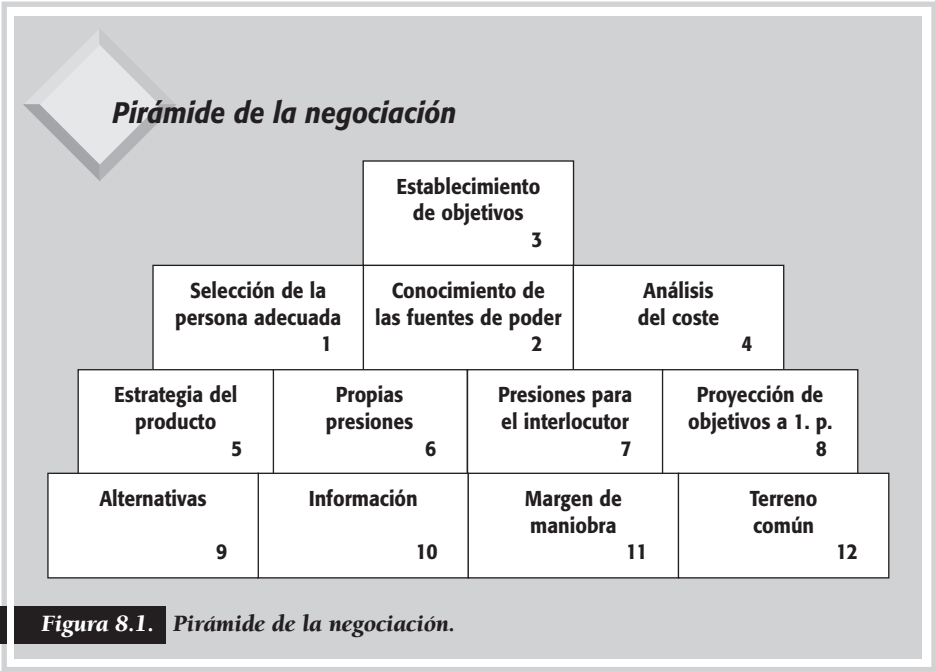 Pirámide de la negociación
Establecimiento
de objetivos
3
Selección de la
persona adecuada
1
Conocimiento de
las fuentes de poder
2
Análisis
del coste
4
Estrategia del
producto
5
Propias
presiones
6
Presiones para
el interlocutor
7
Proyección de
objetivos a 1. p.
8
Alternativas
9
Información
10
Margen de
maniobra
11
Terreno
común
12
Figura 8.1. Pirámide de la negociación.